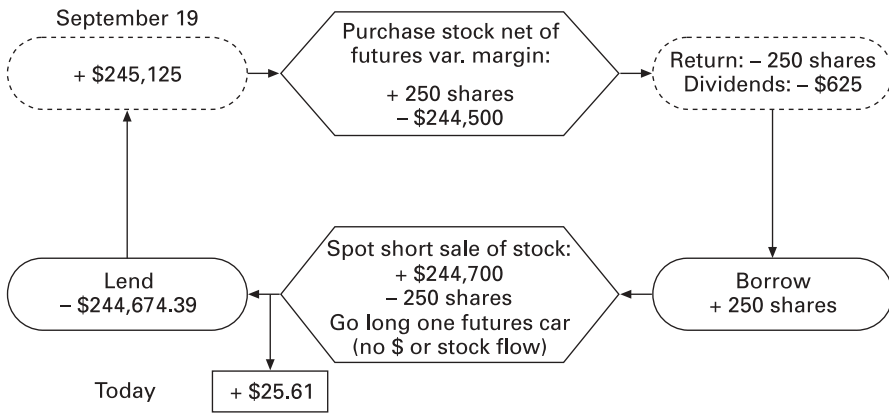 September 19
+ $245,125
Purchase stock net of
futures var. margin:
+ 250 shares
– $244,500
Return: – 250 shares
Dividends: – $625
Lend
– $244,674.39
Spot short sale of stock:
+ $244,700
– 250 shares
Go long one futures car
(no $ or stock flow)
Borrow
+ 250 shares
Today
+ $25.61